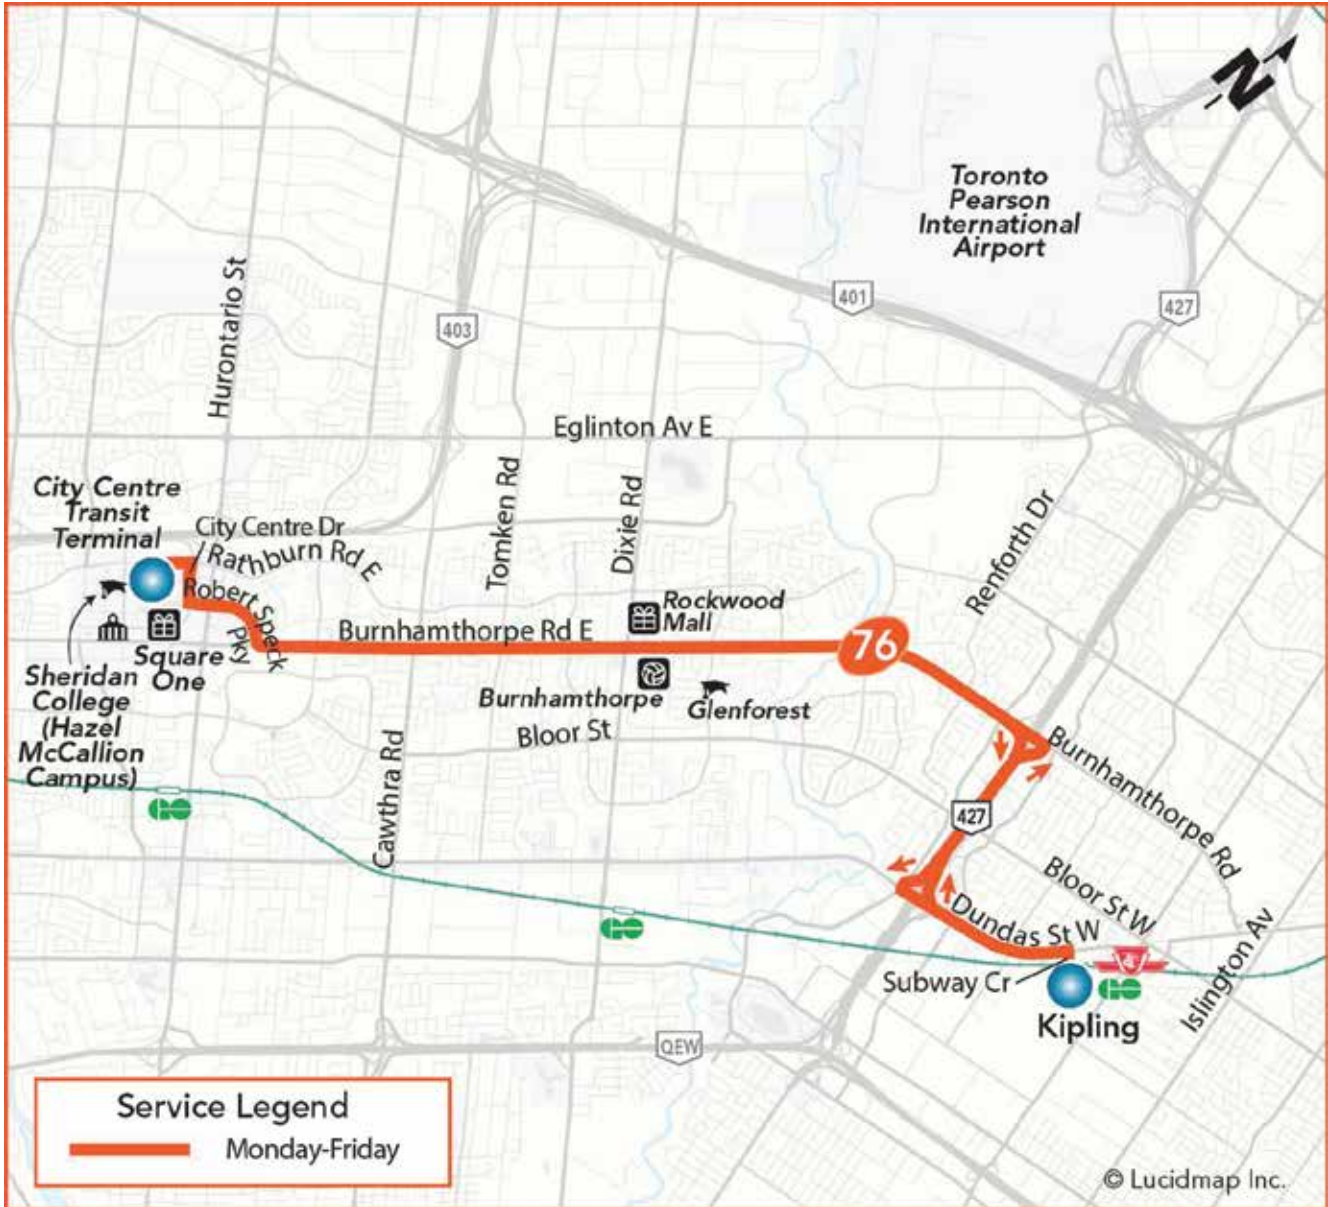 N
Toronto
Pearson
International
Airport
401
427
403
Hurontario St
Eglinton Av E
City Centre
Transit
Terminal
City Centre Dr
Rathburn Rd E
Robert Speck
Pky
Tomken Rd
Dixie Rd
Renforth Dr
Rockwood
Mall
Burnhamthorpe Rd E
76
Square
One
Sheridan
College
(Hazel
McCallion
Campus)
Burnhamthorpe
Glenforest
Bloor St
Cawthra Rd
Burnhamthorpe Rd
427
Bloor St W
Dundas St W
Islington Av
GO
GO
GO
Subway Cr
Kipling
QEW
Service Legend
Monday-Friday
© Lucidmap Inc.